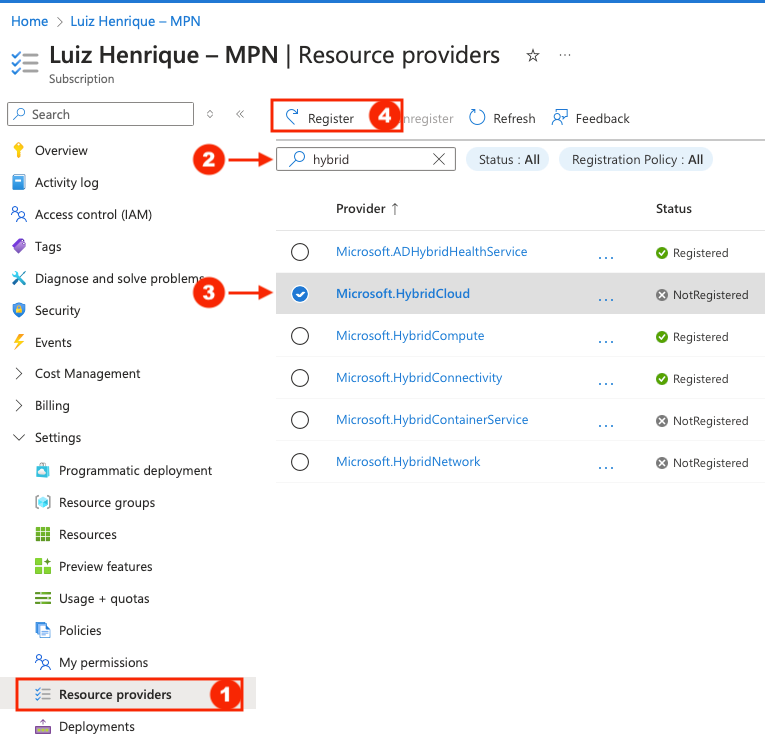 Home > Luiz Henrique – MPN
Luiz Henrique – MPN | Resource providers
Subscription
Search
Register 4 nregister Refresh Feedback
2 hybrid Status : All Registration Policy : All
Overview
Activity log
Access control (IAM)
Tags
Diagnose and solve problems
3
Security
Events
Cost Management
Billing
Settings
Programmatic deployment
Resource groups
Resources
Preview features
Usage + quotas
Policies
My permissions
Resource providers 1
Deployments
Provider ↑ Status
Microsoft.ADHybridHealthService ... Registered
Microsoft.HybridCloud ... NotRegistered
Microsoft.HybridCompute ... Registered
Microsoft.HybridConnectivity ... Registered
Microsoft.HybridContainerService ... NotRegistered
Microsoft.HybridNetwork ... NotRegistered